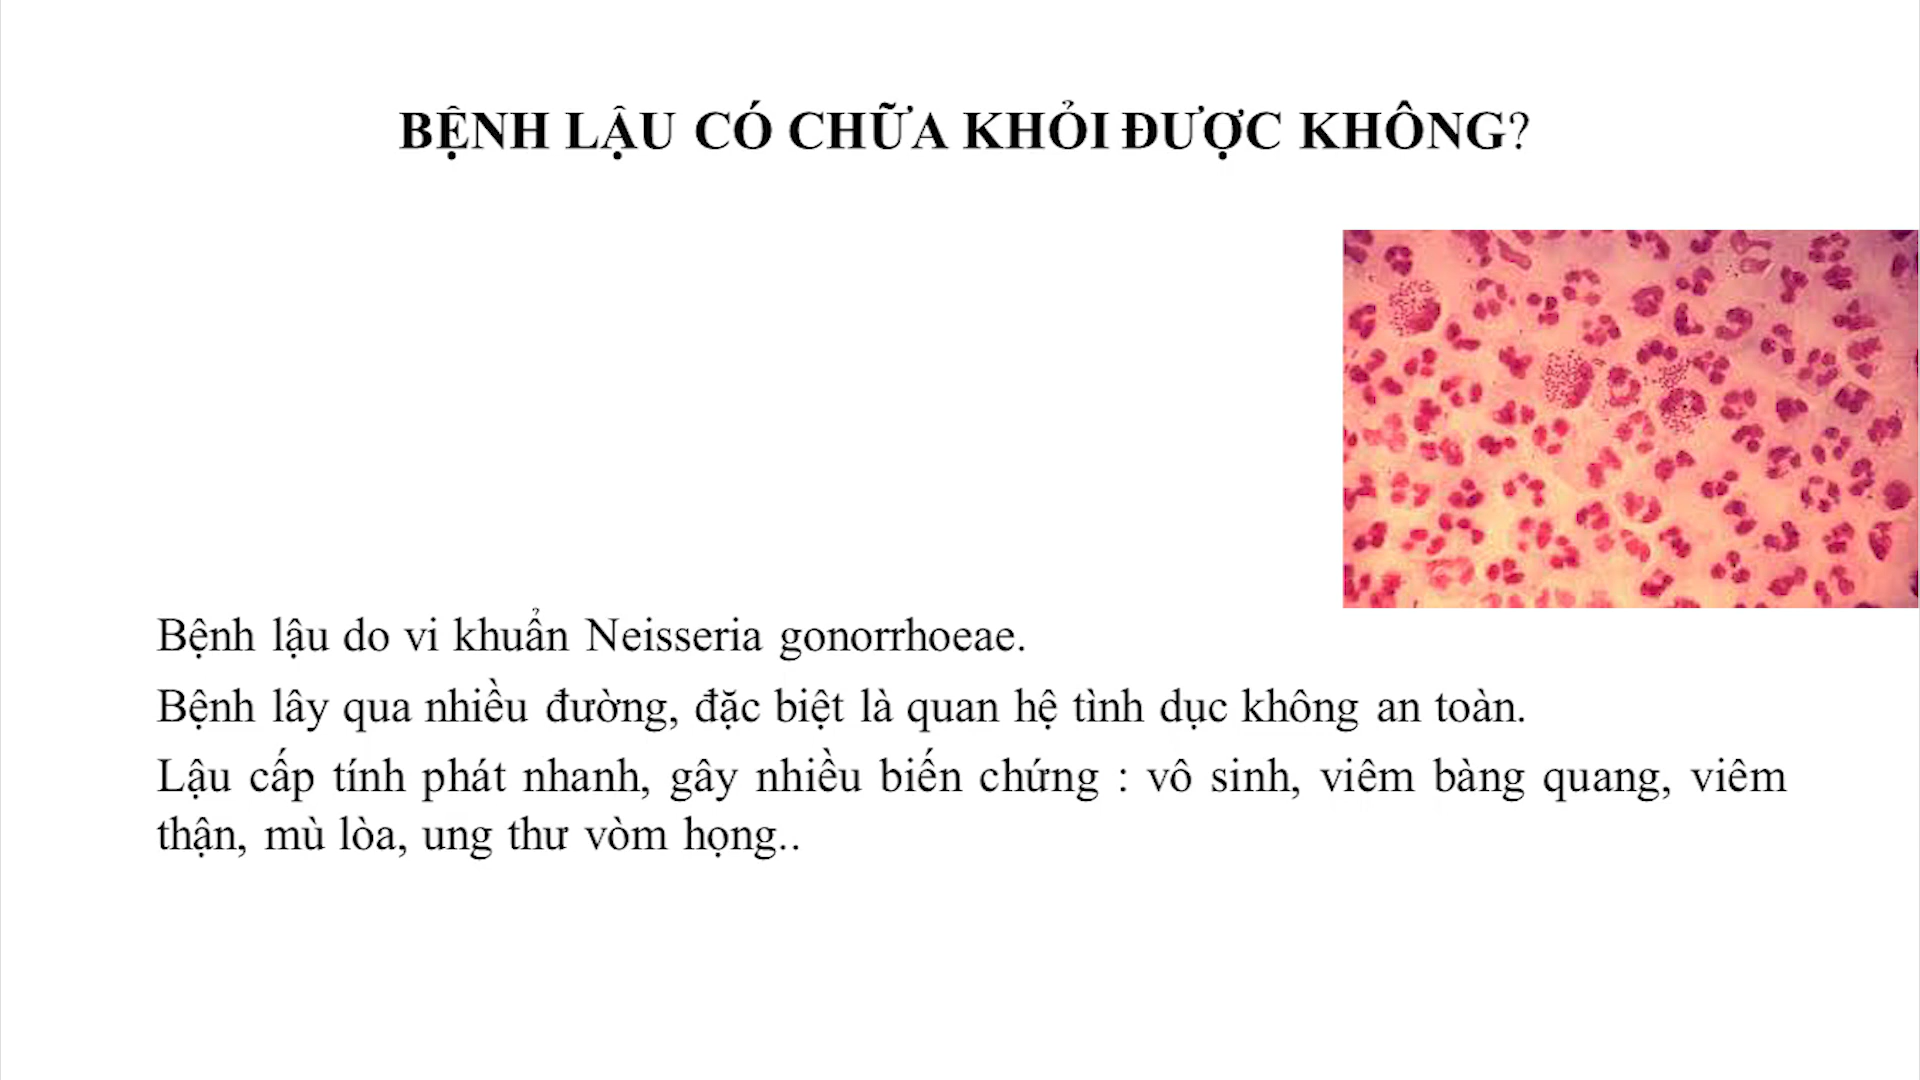 BỆNH LẬU CÓ CHỮA KHỎI ĐƯỢC KHÔNG?
Bệnh lậu do vi khuẩn Neisseria gonorrhoeae.
Bệnh lây qua nhiều đường, đặc biệt là quan hệ tình dục không an toàn.
Lậu cấp tính phát nhanh, gây nhiều biến chứng : vô sinh, viêm bàng quang, viêm
thận, mù lòa, ung thư vòm họng..